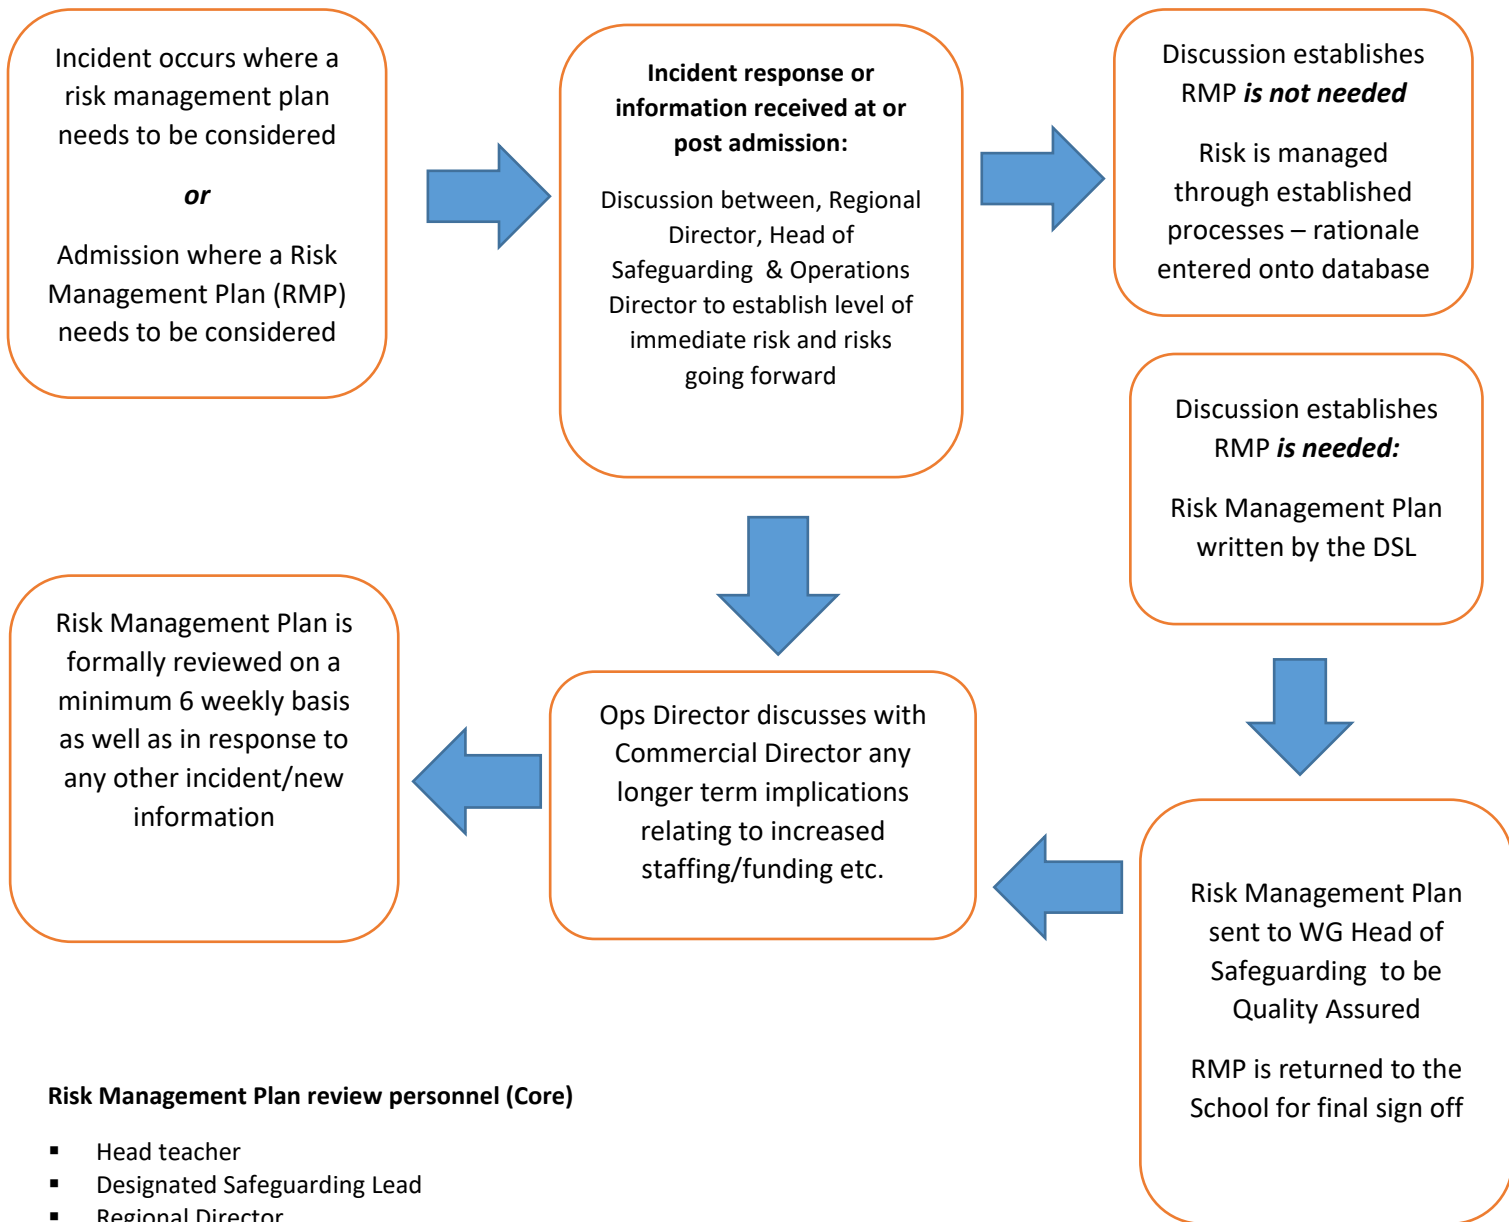 Incident occurs where a
risk management plan
needs to be considered
or
Admission where a Risk
Management Plan (RMP)
needs to be considered
Incident response or
information received at or
post admission:
Discussion between, Regional
Director, Head of
Safeguarding & Operations
Director to establish level of
immediate risk and risks
going forward
Discussion establishes
RMP is not needed
Risk is managed
through established
processes – rationale
entered onto database
Discussion establishes
RMP is needed:
Risk Management Plan
written by the DSL
Risk Management Plan
sent to WG Head of
Safeguarding to be
Quality Assured
RMP is returned to the
School for final sign off
Ops Director discusses with
Commercial Director any
longer term implications
relating to increased
staffing/funding etc.
Risk Management Plan is
formally reviewed on a
minimum 6 weekly basis
as well as in response to
any other incident/new
information
Risk Management Plan review personnel (Core)
▪ Head teacher
▪ Designated Safeguarding Lead
▪ Regional Director